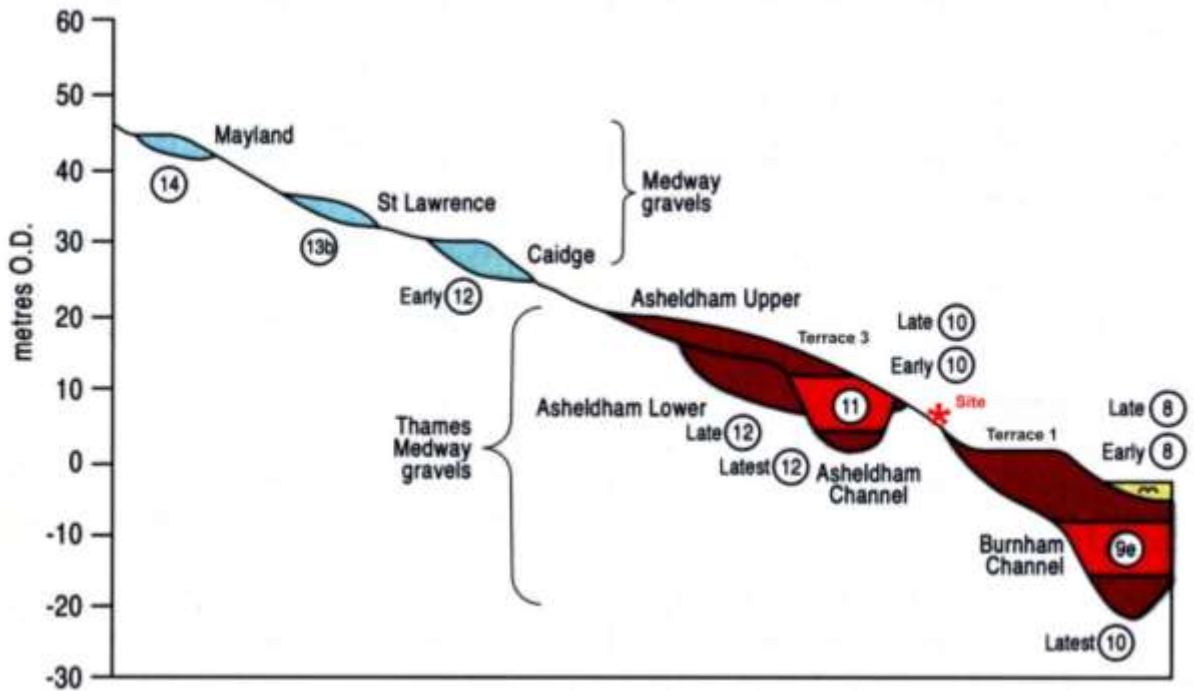 60
50
40
30
20
10
0
-10
-20
-30
metres O.D.
Mayland
14
St Lawrence
13b
Caidge
Early 12
Medway
gravels
Asheldham Upper
Terrace 3
Late 10
Early 10
Site
Asheldham Lower
11
Late 12
Latest 12
Asheldham
Channel
Thames
Medway
gravels
Terrace 1
Late 8
Early 8
Burnham
Channel
9e
Latest 10